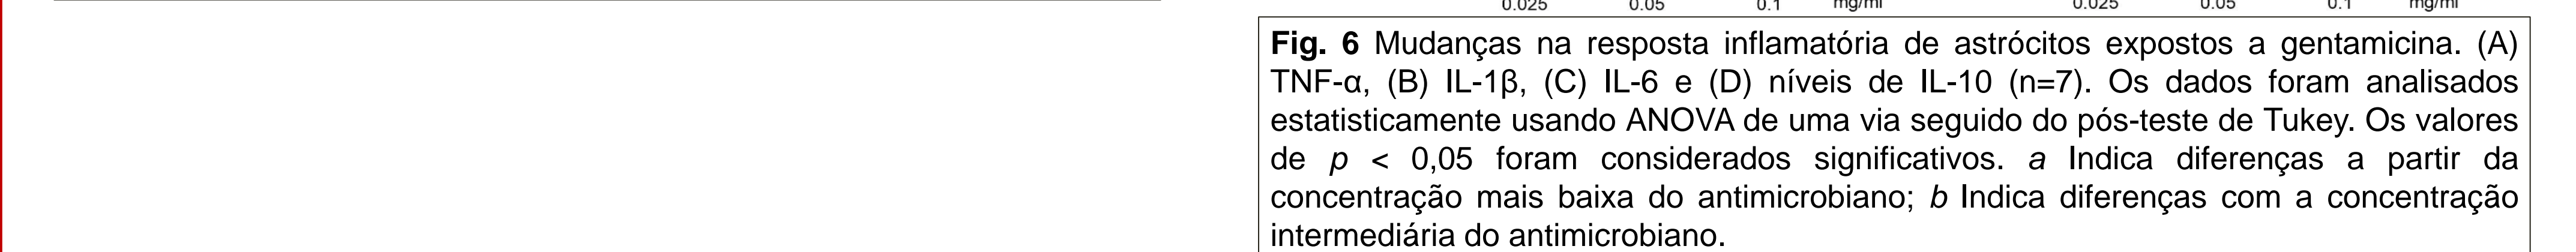 0.025 0.05 0.1 mg/ml 0.025 0.05 0.1 mg/ml
Fig. 6 Mudanças na resposta inflamatória de astrócitos expostos a gentamicina. (A)
TNF-α, (B) IL-1β, (C) IL-6 e (D) níveis de IL-10 (n=7). Os dados foram analisados
estatisticamente usando ANOVA de uma via seguido do pós-teste de Tukey. Os valores
de p < 0,05 foram considerados significativos. a Indica diferenças a partir da
concentração mais baixa do antimicrobiano; b Indica diferenças com a concentração
intermediária do antimicrobiano.